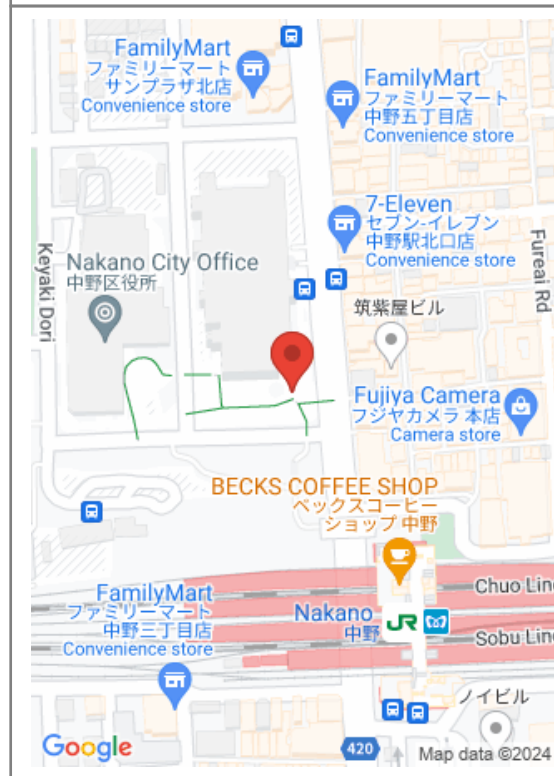 FamilyMart
ファミリーマート
サンプラザ北店
Convenience store
FamilyMart
ファミリーマート
中野五丁目店
Convenience store
7-Eleven
セブン-イレブン
中野駅北口店
Convenience store
Keyaki Dori
Nakano City Office
中野区役所
Fureai Rd
筑紫屋ビル
Fujiya Camera
フジヤカメラ 本店
Camera store
BECKS COFFEE SHOP
ベックスコーヒー
ショップ 中野
Chuo Line
FamilyMart
ファミリーマート
中野三丁目店
Convenience store
Nakano
中野
JR
Sobu Line
ノイビル
Google
420
Map data ©2024